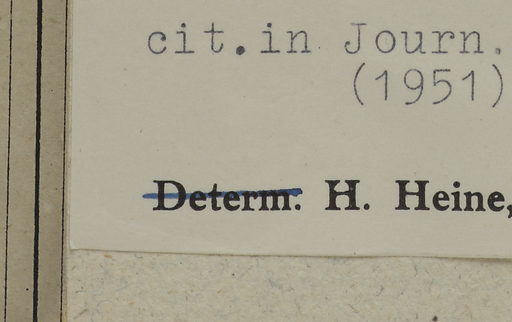 cit.in Journ.
(1951)
Determ. H. Heine,